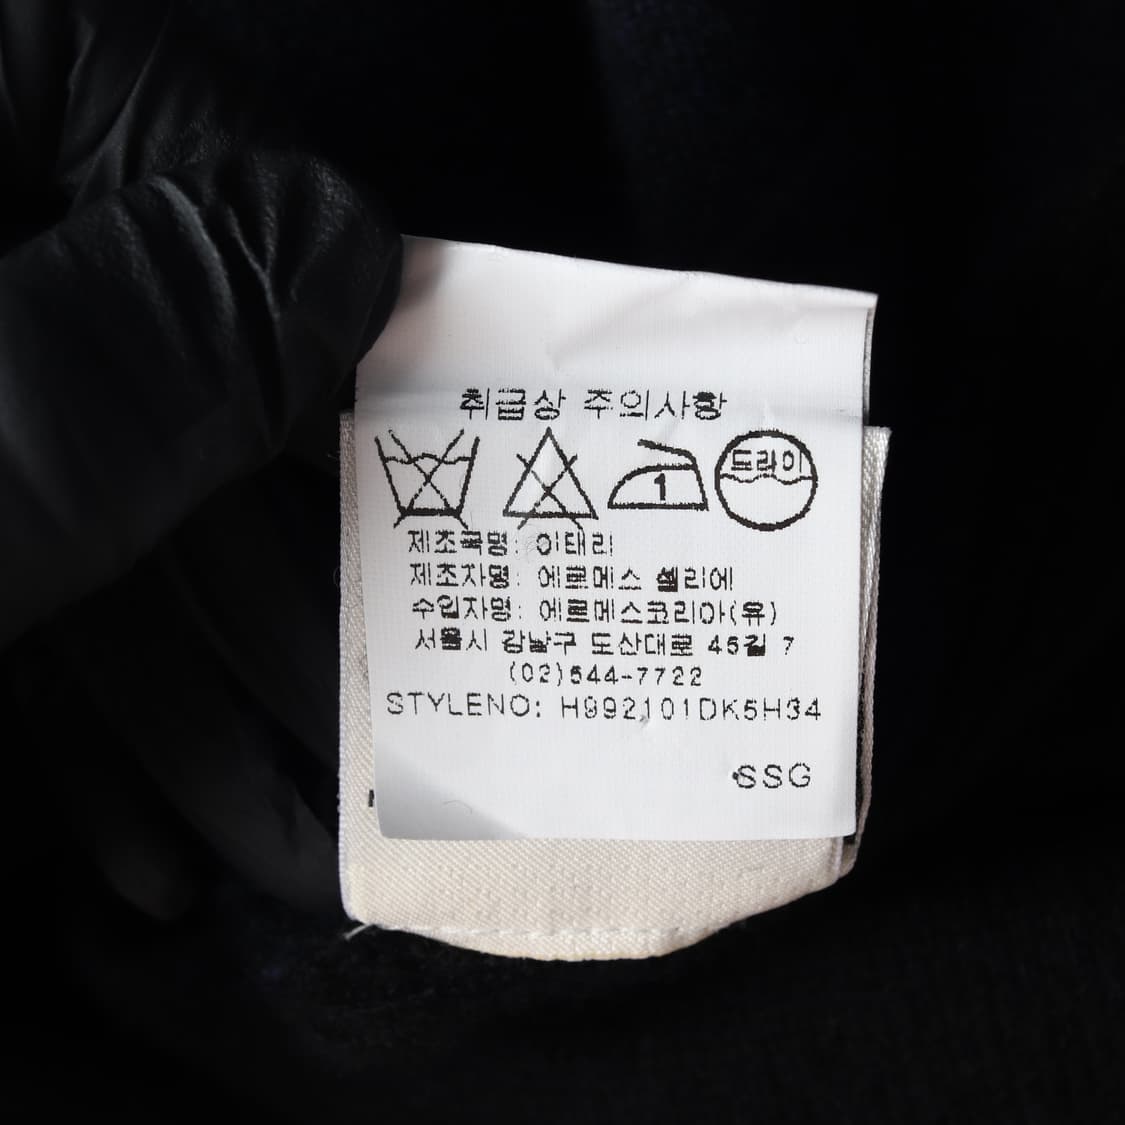 취급상 주의사항
1
드라이
제조국명: 이태리
제조자명: 에르메스 셀리에
수입자명: 에르메스코리아(유)
서울시 강남구 도산대로 45길 7
(02)544-7722
STYLENO: H992101DK5H34
SSG